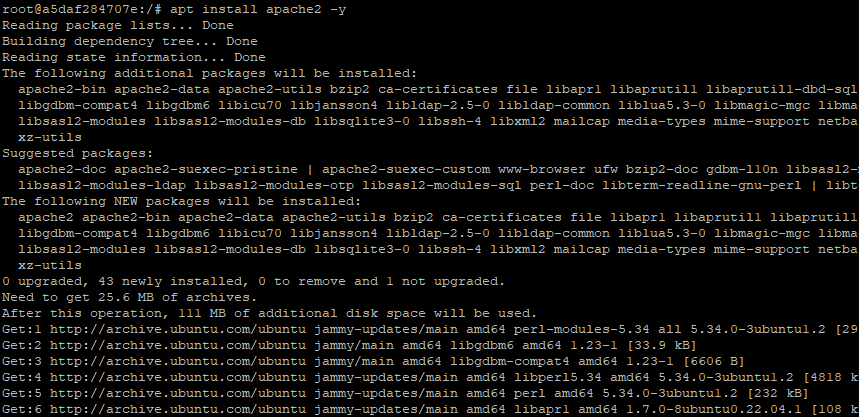 root@a5daf284707e:/# apt install apache2 -y
Reading package lists... Done
Building dependency tree... Done
Reading state information... Done
The following additional packages will be installed:
  apache2-bin apache2-data apache2-utils bzip2 ca-certificates file libapr1 libaprutil1 libaprutil1-dbd-sql
  libgdbm-compat4 libgdbm6 libicu70 libjansson4 libldap-2.5-0 libldap-common liblua5.3-0 libmagic-mgc libma
  libsasl2-modules libsasl2-modules-db libsqlite3-0 libssh-4 libxml2 mailcap media-types mime-support netba
  xz-utils
Suggested packages:
  apache2-doc apache2-suexec-pristine | apache2-suexec-custom www-browser ufw bzip2-doc gdbm-l10n libsasl2-
  libsasl2-modules-ldap libsasl2-modules-otp libsasl2-modules-sql perl-doc libterm-readline-gnu-perl | libt
The following NEW packages will be installed:
  apache2 apache2-bin apache2-data apache2-utils bzip2 ca-certificates file libapr1 libaprutil1 libaprutil1
  libgdbm-compat4 libgdbm6 libicu70 libjansson4 libldap-2.5-0 libldap-common liblua5.3-0 libmagic-mgc libma
  libsasl2-modules libsasl2-modules-db libsqlite3-0 libssh-4 libxml2 mailcap media-types mime-support netba
  xz-utils
0 upgraded, 43 newly installed, 0 to remove and 1 not upgraded.
Need to get 25.6 MB of archives.
After this operation, 111 MB of additional disk space will be used.
Get:1 http://archive.ubuntu.com/ubuntu jammy-updates/main amd64 perl-modules-5.34 all 5.34.0-3ubuntu1.2 [29
Get:2 http://archive.ubuntu.com/ubuntu jammy/main amd64 libgdbm6 amd64 1.23-1 [33.9 kB]
Get:3 http://archive.ubuntu.com/ubuntu jammy/main amd64 libgdbm-compat4 amd64 1.23-1 [6606 B]
Get:4 http://archive.ubuntu.com/ubuntu jammy-updates/main amd64 libperl5.34 amd64 5.34.0-3ubuntu1.2 [4818 k
Get:5 http://archive.ubuntu.com/ubuntu jammy-updates/main amd64 perl amd64 5.34.0-3ubuntu1.2 [232 kB]
Get:6 http://archive.ubuntu.com/ubuntu jammy-updates/main amd64 libapr1 amd64 1.7.0-8ubuntu0.22.04.1 [108 k